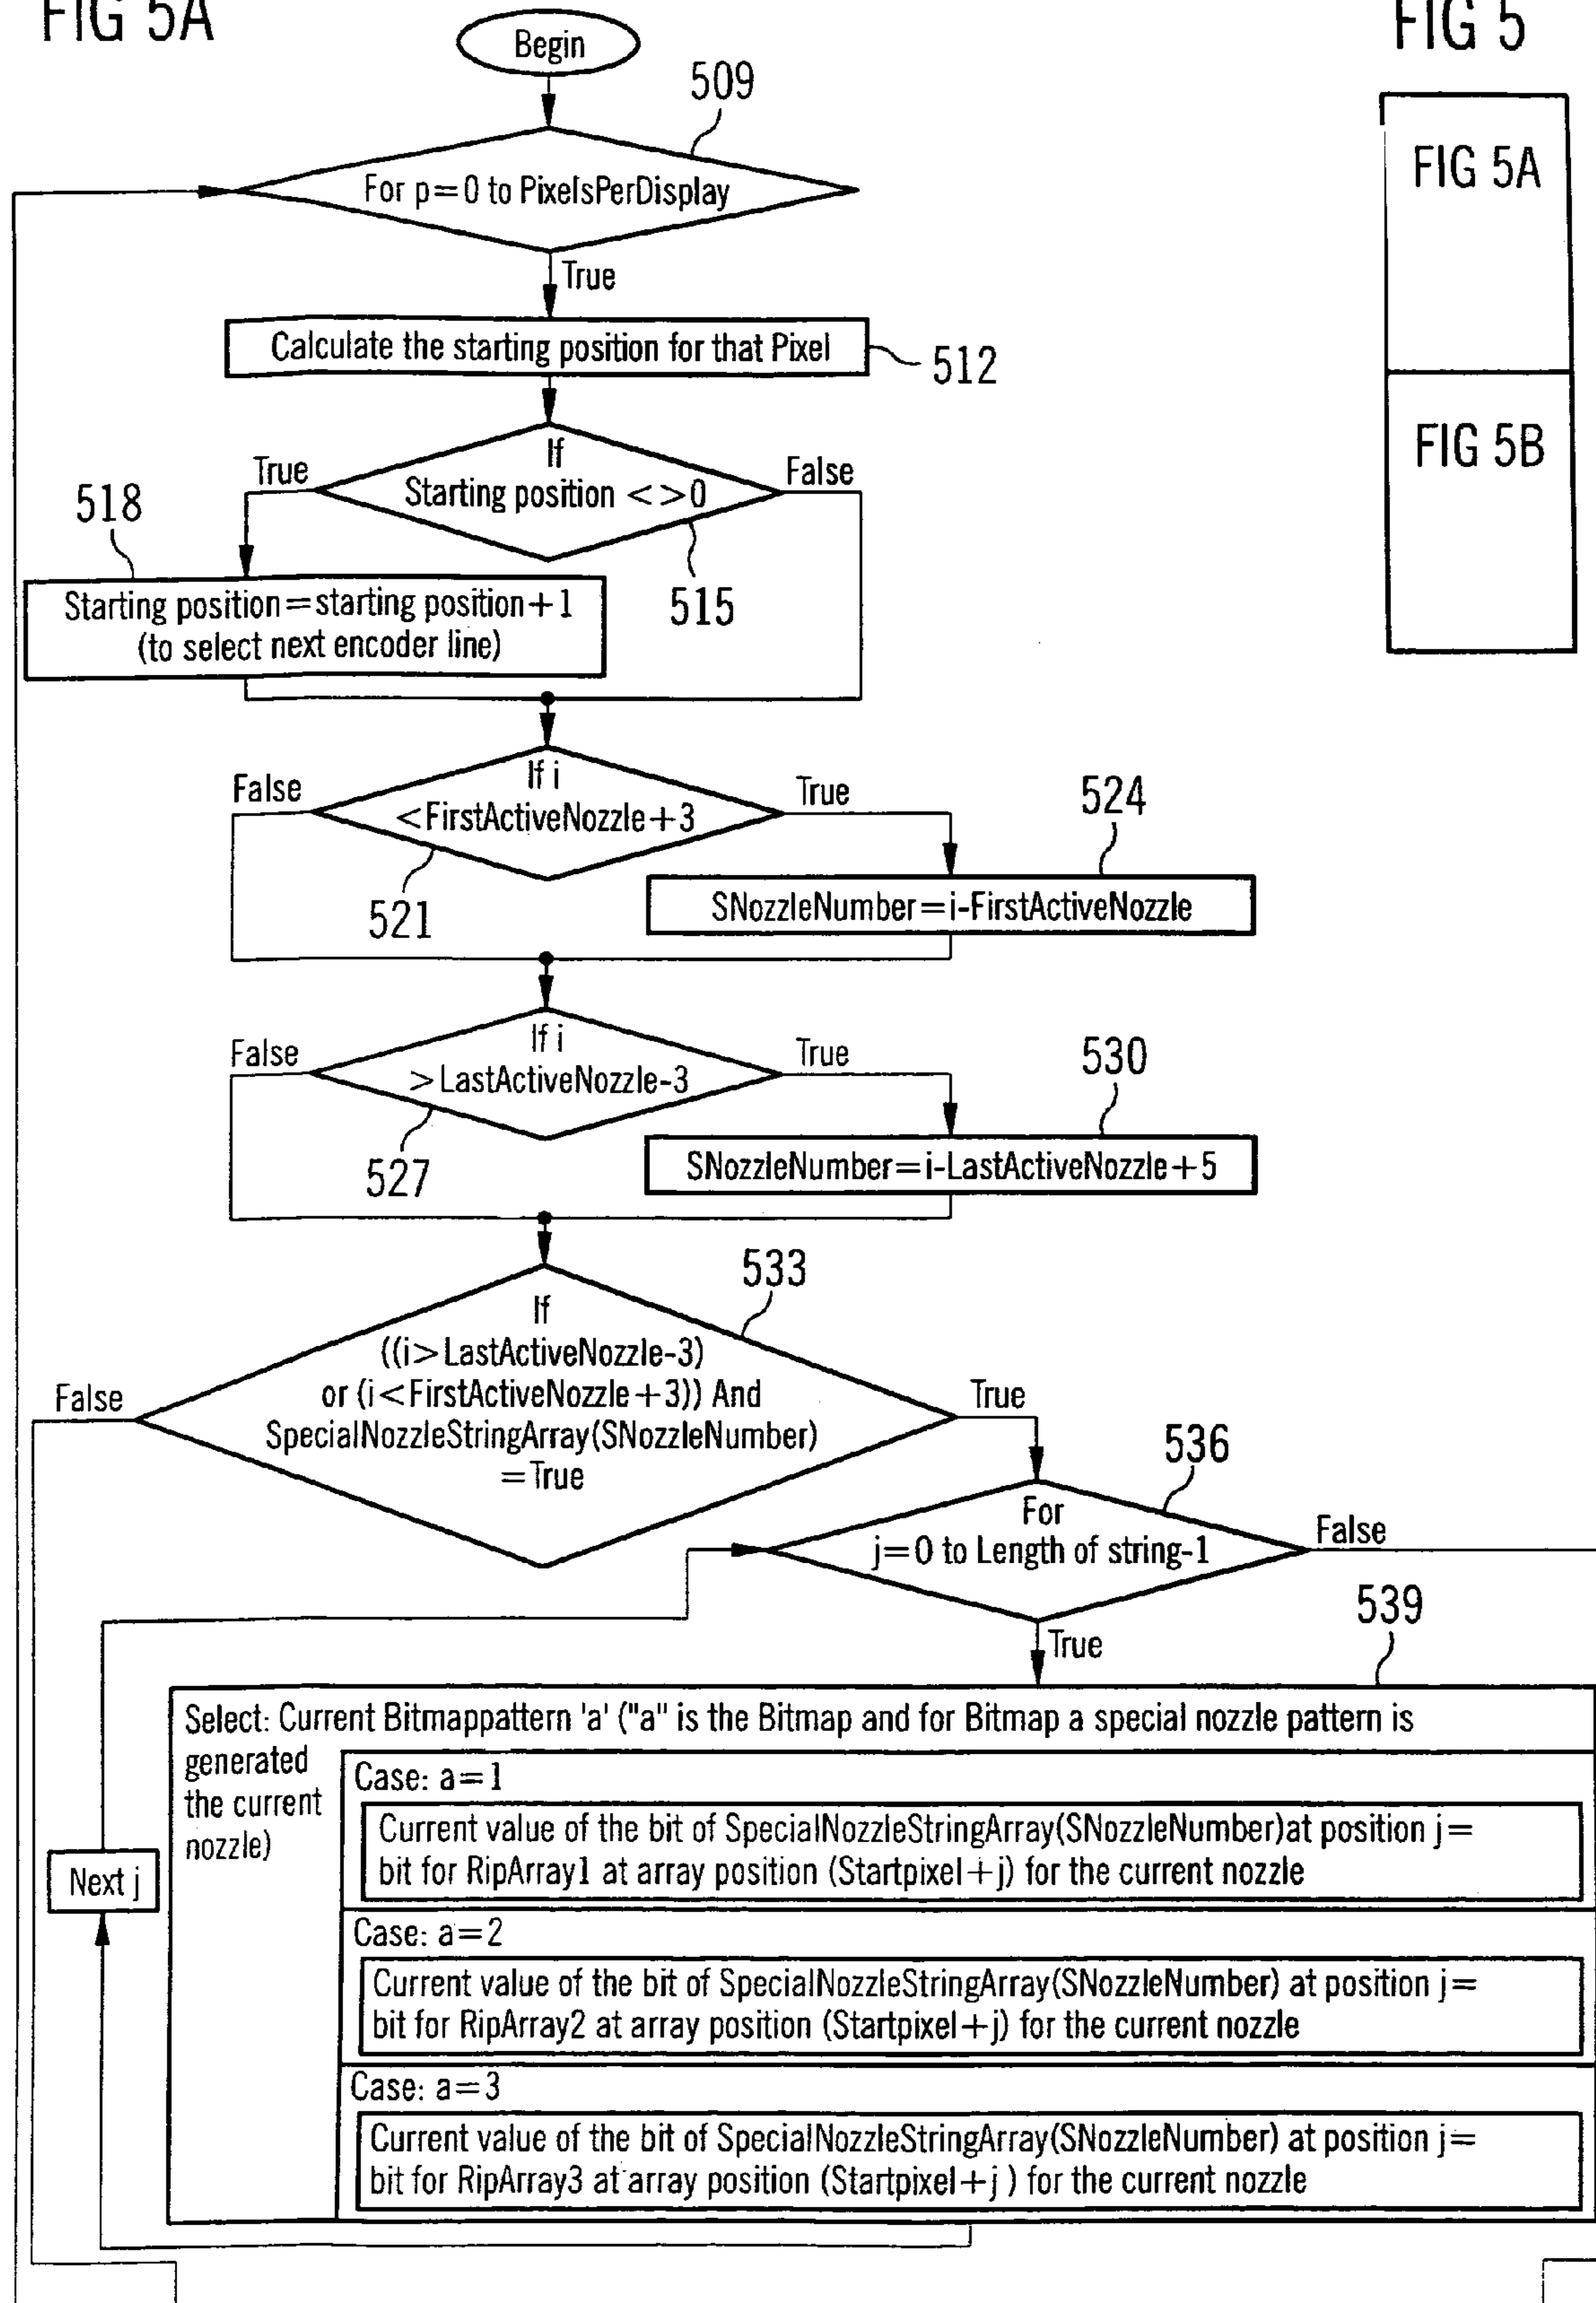 FIG 5A
FIG 5
FIG 5A
FIG 5B
Begin
509
For p=0 to PixelsPerDisplay
True
Calculate the starting position for that Pixel
512
If
Starting position <>0
True
False
515
518
Starting position=starting position+1
(to select next encoder line)
If i
<FirstActiveNozzle+3
False
True
521
524
SNozzleNumber=i-FirstActiveNozzle
If i
>LastActiveNozzle-3
False
True
527
530
SNozzleNumber=i-LastActiveNozzle+5
533
If
((i>LastActiveNozzle-3)
or (i<FirstActiveNozzle+3)) And
SpecialNozzleStringArray(SNozzleNumber)
=True
False
True
536
For
j=0 to Length of string-1
False
True
539
Select: Current Bitmappattern 'a' ("a" is the Bitmap and for Bitmap a special nozzle pattern is
generated
the current
nozzle)
Case: a=1
Current value of the bit of SpecialNozzleStringArray(SNozzleNumber)at position j=
bit for RipArray1 at array position (Startpixel+j) for the current nozzle
Next j
Case: a=2
Current value of the bit of SpecialNozzleStringArray(SNozzleNumber) at position j=
bit for RipArray2 at array position (Startpixel+j) for the current nozzle
Case: a=3
Current value of the bit of SpecialNozzleStringArray(SNozzleNumber) at position j=
bit for RipArray3 at array position (Startpixel+j ) for the current nozzle